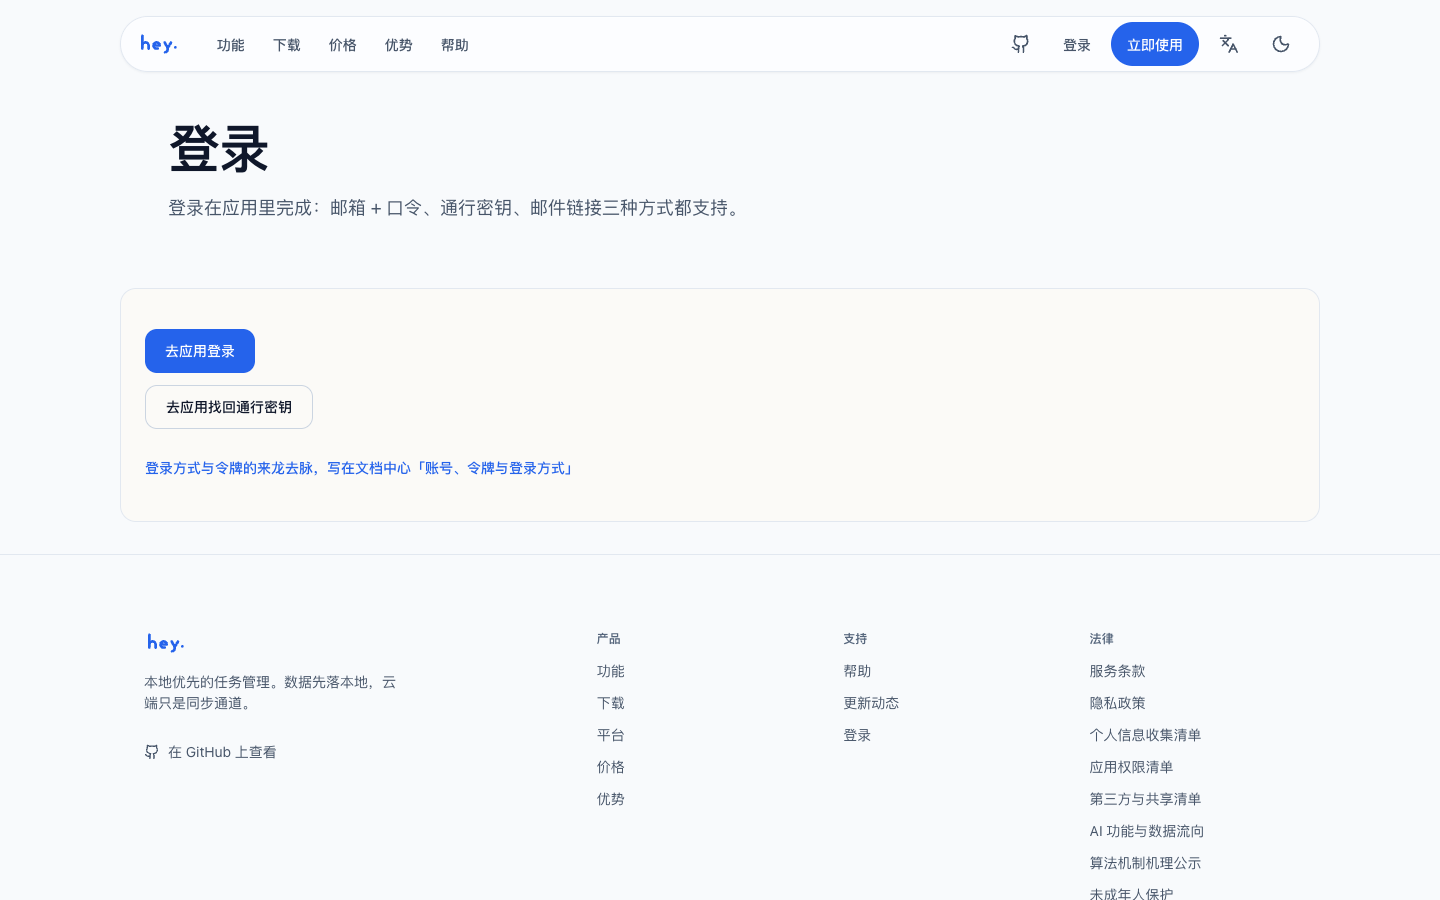 hey.
功能
下载
价格
优势
帮助
登录
立即使用
登录
登录在应用里完成：邮箱 + 口令、通行密钥、邮件链接三种方式都支持。
去应用登录
去应用找回通行密钥
登录方式与令牌的来龙去脉，写在文档中心「账号、令牌与登录方式」
hey.
本地优先的任务管理。数据先落本地，云
端只是同步通道。
在 GitHub 上查看
产品
功能
下载
平台
价格
优势
支持
帮助
更新动态
登录
法律
服务条款
隐私政策
个人信息收集清单
应用权限清单
第三方与共享清单
AI 功能与数据流向
算法机制机理公示
未成年人保护